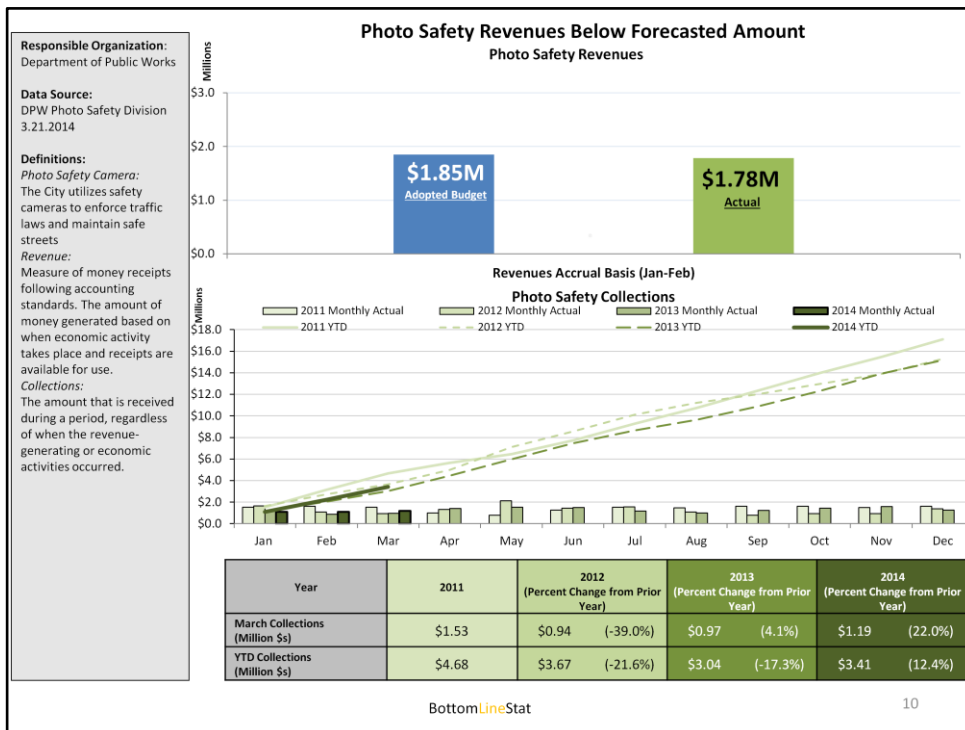 Photo Safety Revenues Below Forecasted Amount
Photo Safety Revenues
Responsible Organization:
Department of Public Works
Data Source:
DPW Photo Safety Division
3.21.2014
Definitions:
Photo Safety Camera:
The City utilizes safety
cameras to enforce traffic
laws and maintain safe
streets
Revenue:
Measure of money receipts
following accounting
standards. The amount of
money generated based on
when economic activity
takes place and receipts are
available for use.
Collections:
The amount that is received
during a period, regardless
of when the revenue-
generating or economic
activities occurred.
Millions
$3.0
$2.0
$1.0
$0.0
$1.85M
Adopted Budget
$1.78M
Actual
Revenues Accrual Basis (Jan-Feb)
Photo Safety Collections
Millions
2011 Monthly Actual 2012 Monthly Actual 2013 Monthly Actual 2014 Monthly Actual
2011 YTD 2012 YTD 2013 YTD 2014 YTD
$18.0
$16.0
$14.0
$12.0
$10.0
$8.0
$6.0
$4.0
$2.0
$0.0
Jan Feb Mar Apr May Jun Jul Aug Sep Oct Nov Dec
Year 2011 2012 (Percent Change from Prior Year) 2013 (Percent Change from Prior Year) 2014 (Percent Change from Prior Year)
March Collections (Million $s) $1.53 $0.94 (-39.0%) $0.97 (4.1%) $1.19 (22.0%)
YTD Collections (Million $s) $4.68 $3.67 (-21.6%) $3.04 (-17.3%) $3.41 (12.4%)
BottomLineStat
10